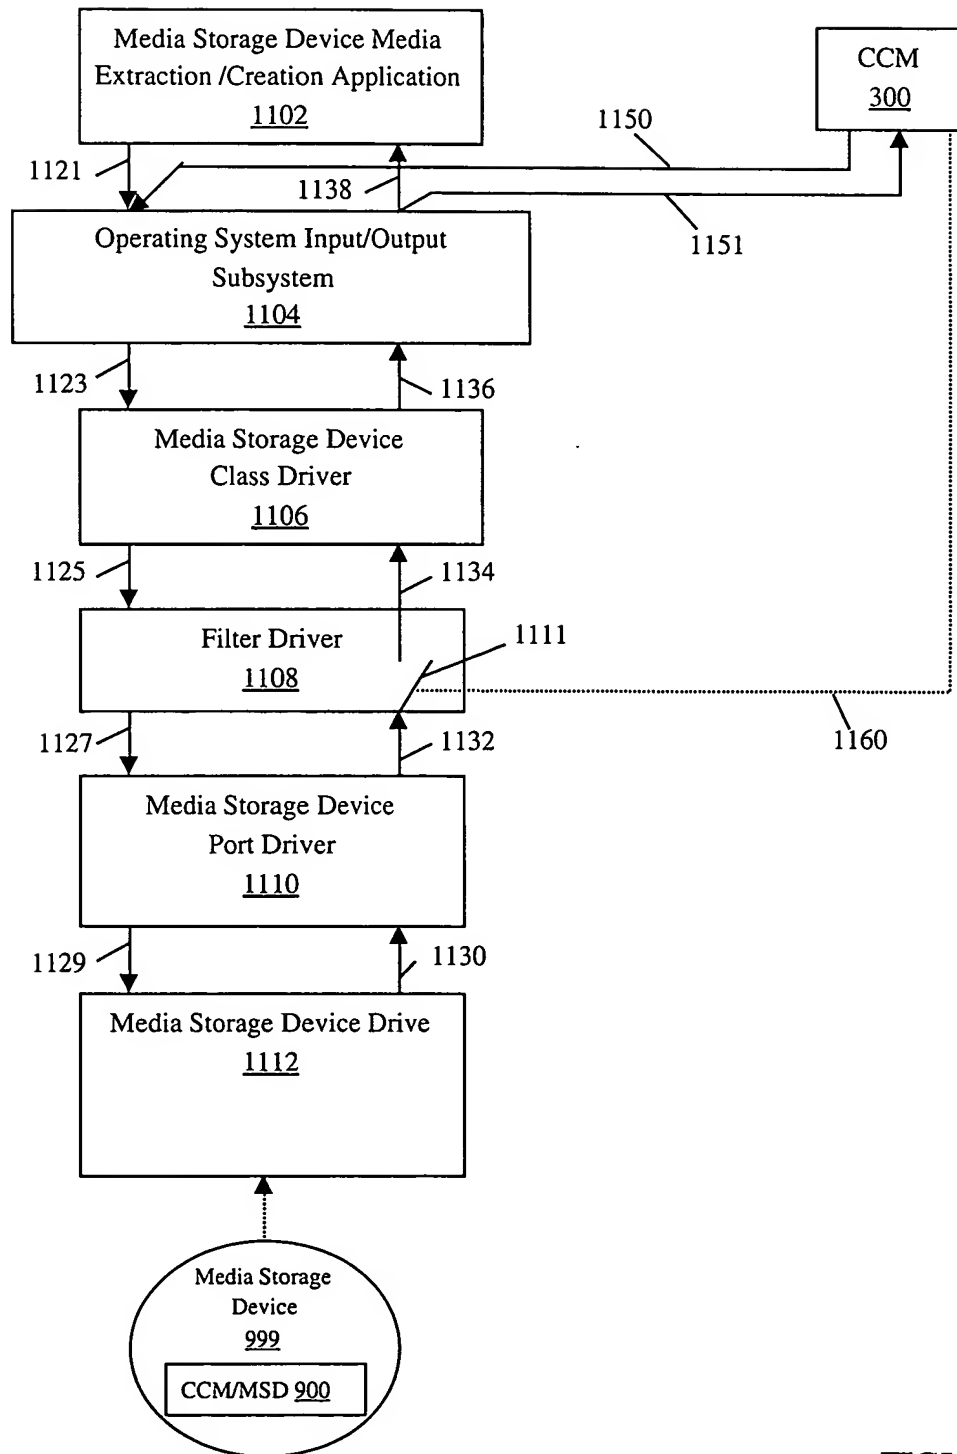 Media Storage Device Media
Extraction /Creation Application
1102
CCM
300
1150
1121
1138
1151
Operating System Input/Output
Subsystem
1104
1123
1136
Media Storage Device
Class Driver
1106
1125
1134
Filter Driver
1108
1111
1127
1132
1160
Media Storage Device
Port Driver
1110
1129
1130
Media Storage Device Drive
1112
Media Storage
Device
999
CCM/MSD 900